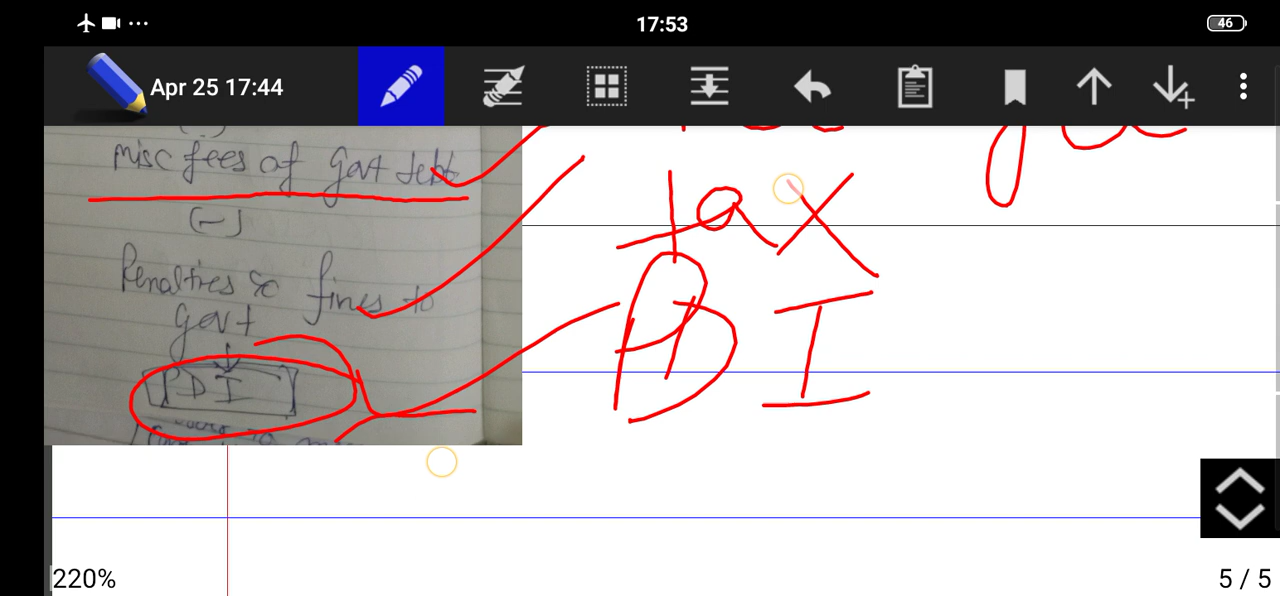 17:53
46
Apr 25 17:44
misc fees of Govt debt
(-)
Penalties & fines to
Govt
PDI
tax
PDI
220%
5 / 5